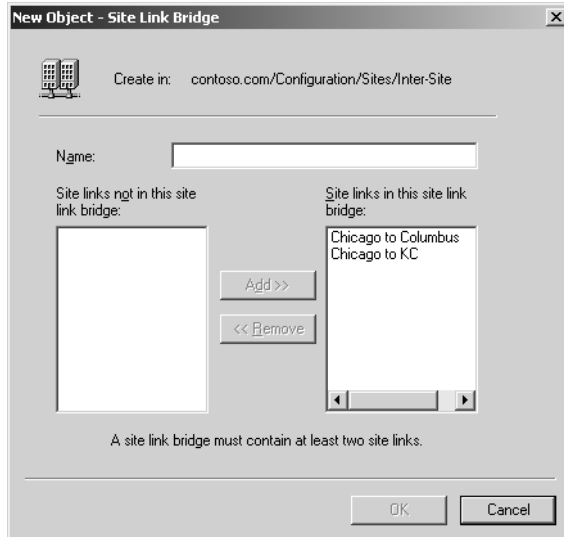 New Object - Site Link Bridge
Create in: contoso.com/Configuration/Sites/Inter-Site
Name:
Site links not in this site
link bridge:
Site links in this site link
bridge:
Chicago to Columbus
Chicago to KC
Add >>
<< Remove
A site link bridge must contain at least two site links.
OK
Cancel